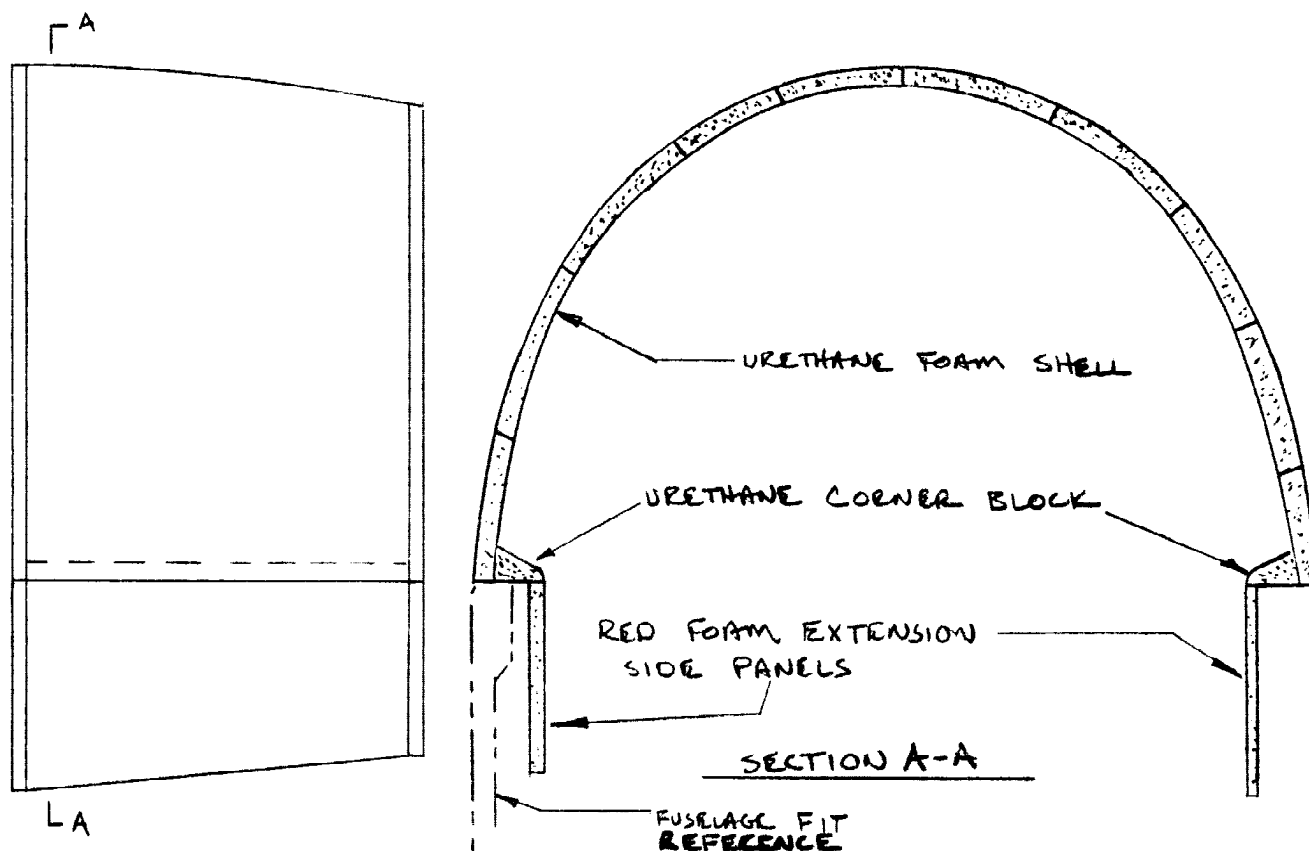 A
URETHANE FOAM SHELL
URETHANE CORNER BLOCK
RED FOAM EXTENSION
SIDE PANELS
SECTION A-A
A
FUSELAGE FIT
REFERENCE